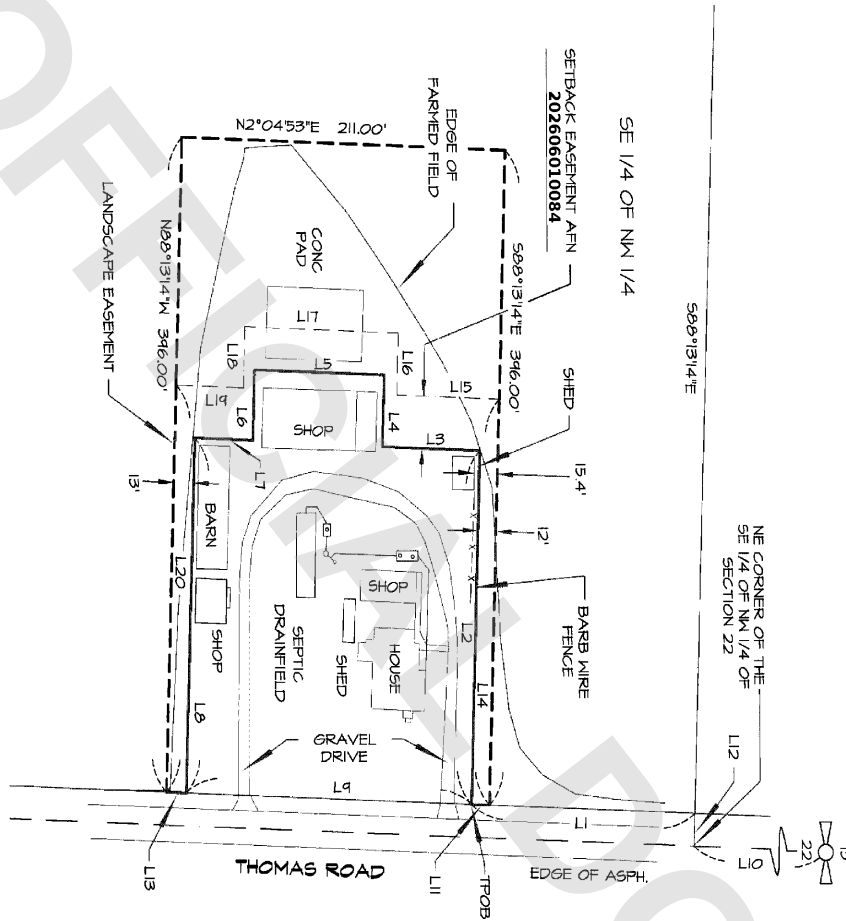 SE 1/4 OF NW 1/4
S88°13'14"E
SETBACK EASEMENT AFN
202606010084
EDGE OF
FARMED FIELD
N2°04'53"E 211.00'
S88°13'14"E 396.00'
CONC
PAD
L17
L16
L15
L18
L5
L19
L6
L4
L3
SHOP
L7
SHED
15.4'
12'
NE CORNER OF THE
SE 1/4 OF NW 1/4 OF
SECTION 22
LANDSCAPE EASEMENT
N88°13'14"W 396.00'
13'
BARN
L20
SHOP
L8
SEPTIC
DRAINFIELD
SHED
SHOP
HOUSE
L2
L14
BARB WIRE
FENCE
GRAVEL
DRIVE
L9
L1
L12
L10
22
L13
THOMAS ROAD
L11
TPOB
EDGE OF ASPH.